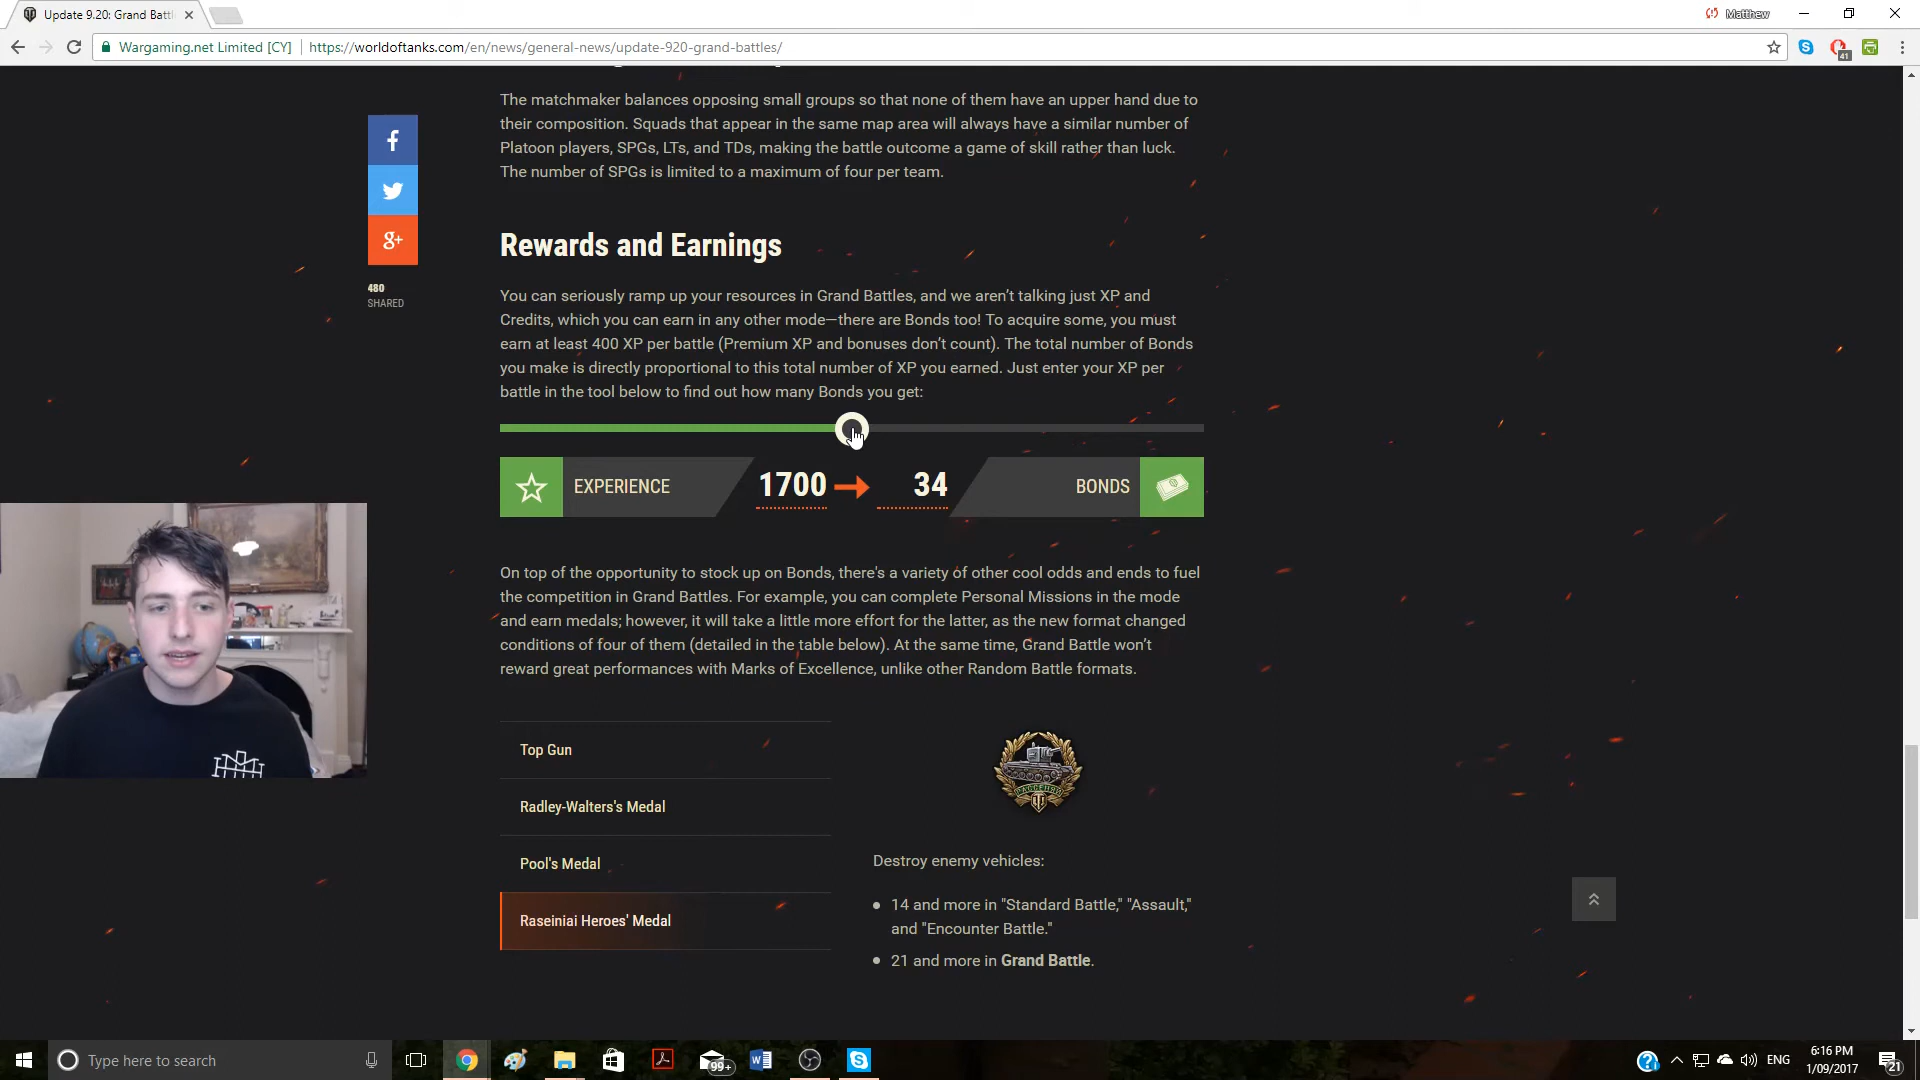 Update 9.20: Grand Battl
Matthew
Wargaming.net Limited [CY]
https://worldoftanks.com/en/news/general-news/update-920-grand-battles/
41
The matchmaker balances opposing small groups so that none of them have an upper hand due to
their composition. Squads that appear in the same map area will always have a similar number of
Platoon players, SPGs, LTs, and TDs, making the battle outcome a game of skill rather than luck.
The number of SPGs is limited to a maximum of four per team.
f
g+
480
SHARED
Rewards and Earnings
You can seriously ramp up your resources in Grand Battles, and we aren’t talking just XP and
Credits, which you can earn in any other mode—there are Bonds too! To acquire some, you must
earn at least 400 XP per battle (Premium XP and bonuses don’t count). The total number of Bonds
you make is directly proportional to this total number of XP you earned. Just enter your XP per
battle in the tool below to find out how many Bonds you get:
EXPERIENCE
1700
34
BONDS
On top of the opportunity to stock up on Bonds, there's a variety of other cool odds and ends to fuel
the competition in Grand Battles. For example, you can complete Personal Missions in the mode
and earn medals; however, it will take a little more effort for the latter, as the new format changed
conditions of four of them (detailed in the table below). At the same time, Grand Battle won’t
reward great performances with Marks of Excellence, unlike other Random Battle formats.
Top Gun
Radley-Walters's Medal
Pool's Medal
Raseiniai Heroes' Medal
Destroy enemy vehicles:
14 and more in "Standard Battle," "Assault,"
and "Encounter Battle."
21 and more in Grand Battle.
Type here to search
99+
ENG
6:16 PM
1/09/2017
21